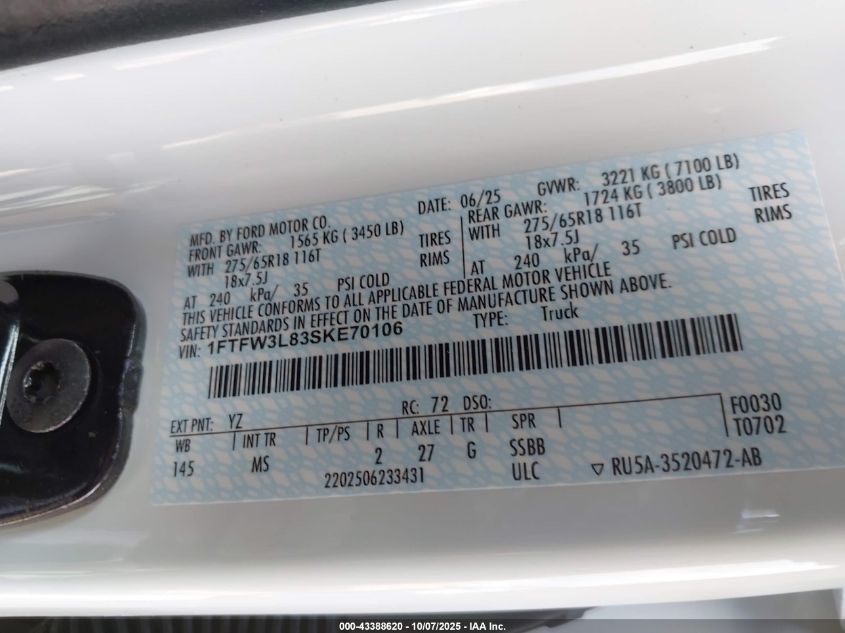 MFD. BY FORD MOTOR CO. DATE: 06/25 GVWR: 3221 KG ( 7100 LB)
FRONT GAWR: 1565 KG ( 3450 LB) REAR GAWR: 1724 KG ( 3800 LB)
WITH 275/65R18 116T TIRES WITH 275/65R18 116T TIRES
18x7.5J RIMS 18x7.5J RIMS
AT 240 kPa/ 35 PSI COLD AT 240 kPa/ 35 PSI COLD
THIS VEHICLE CONFORMS TO ALL APPLICABLE FEDERAL MOTOR VEHICLE
SAFETY STANDARDS IN EFFECT ON THE DATE OF MANUFACTURE SHOWN ABOVE.
VIN: 1FTFW3L83SKE70106 TYPE: Truck
EXT PNT: YZ RC: 72 DSO: F0030
WB INT TR TP/PS R AXLE TR SPR T0702
145 MS 2 27 G SSBB
2202506233431 ULC ▽ RU5A-3520472-AB
000-43388620 - 10/07/2025 - IAA Inc.